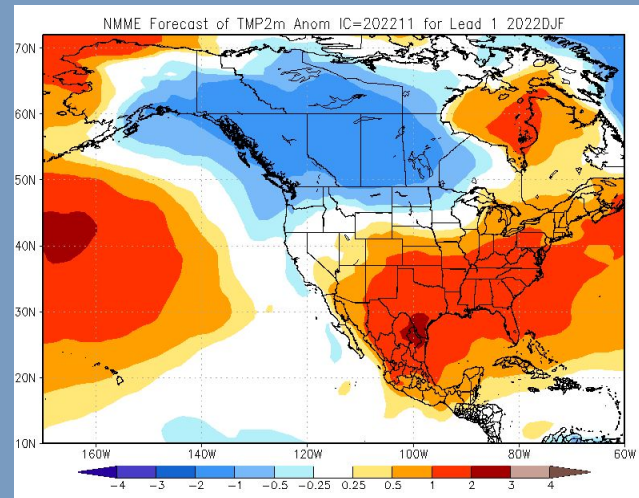 NMME Forecast of TMP2m Anom IC=202211 for Lead 1 2022DJF
70N
60N
50N
40N
30N
20N
10N
160W 140W 120W 100W 80W 60W
-4 -3 -2 -1 -0.5 -0.25 0.25 0.5 1 2 3 4